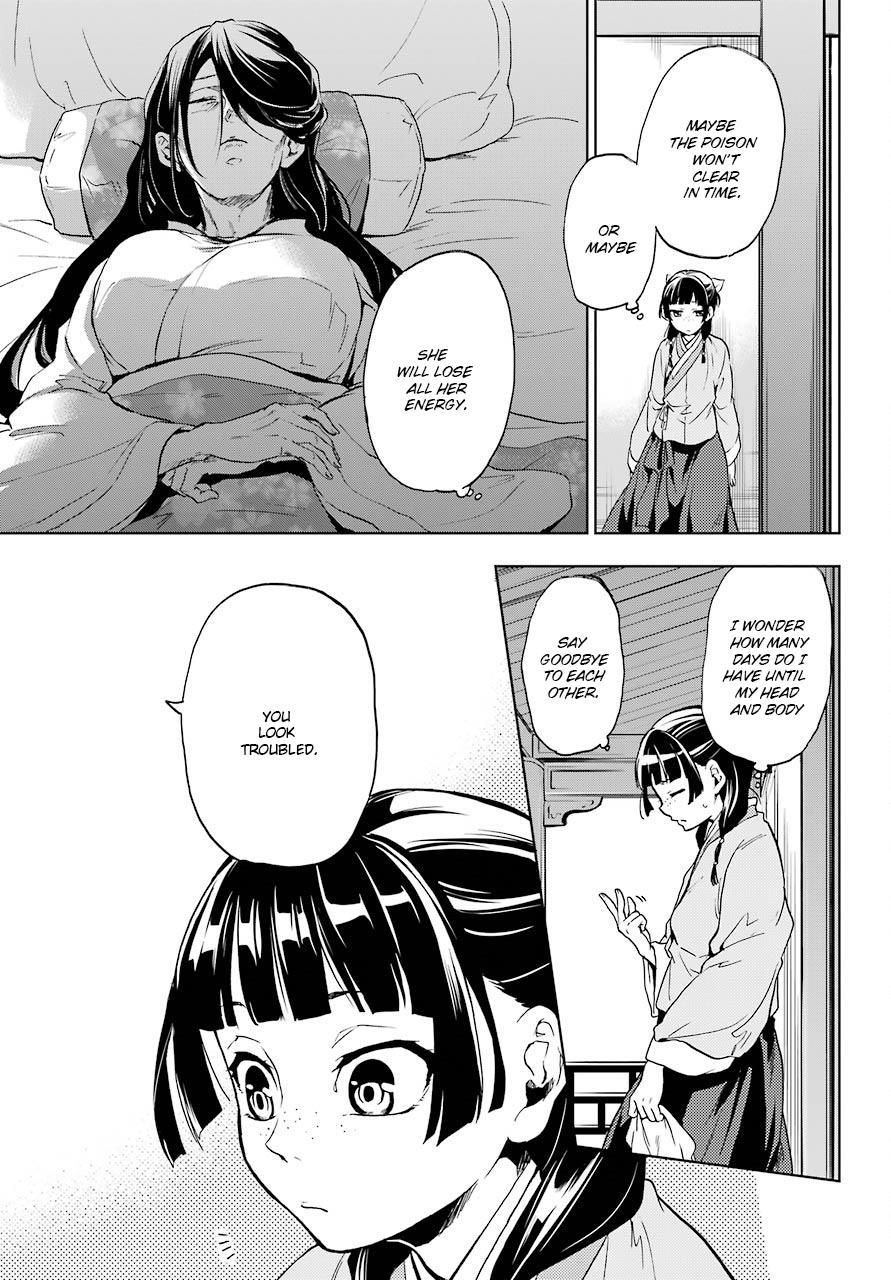 MAYBE
THE POISON
WON'T
CLEAR
IN TIME.
OR
MAYBE
SHE
WILL LOSE
ALL HER
ENERGY.
I WONDER
HOW MANY
DAYS DO I
HAVE UNTIL
MY HEAD
AND BODY
SAY
GOODBYE
TO EACH
OTHER.
YOU
LOOK
TROUBLED.